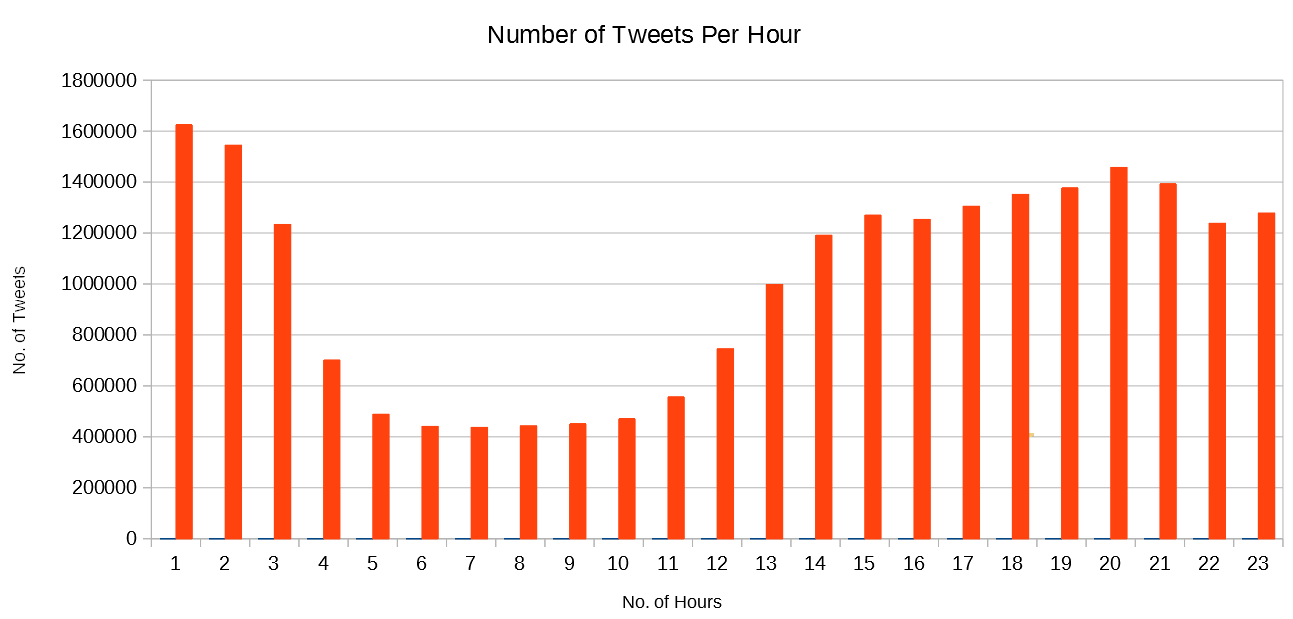 Number of Tweets Per Hour
1800000
1600000
1400000
1200000
1000000
800000
600000
400000
200000
0
No. of Tweets
1 2 3 4 5 6 7 8 9 10 11 12 13 14 15 16 17 18 19 20 21 22 23
No. of Hours